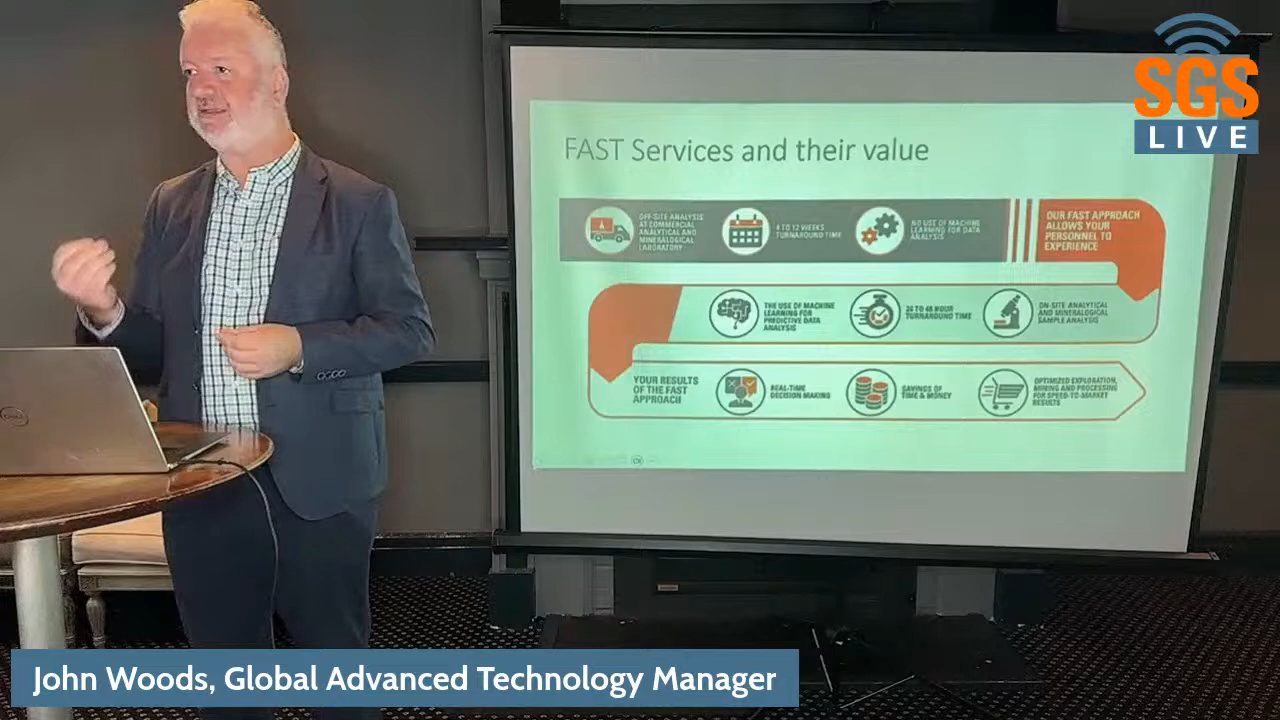 SGS
LIVE
FAST Services and their value
OFF-SITE ANALYSIS
AT COMMERCIAL
ANALYTICAL AND
MINERALOGICAL
LABORATORY
TURNAROUND TIME
NO USE OF MACHINE
LEARNING FOR DATA
ANALYSIS
OUR FAST APPROACH
ALLOWS YOUR
PERSONNEL TO
EXPERIENCE
THE USE OF MACHINE
LEARNING FOR
PREDICTIVE DATA
ANALYSIS
TURNAROUND TIME
ON-SITE ANALYTICAL
AND MINERALOGICAL
SAMPLE ANALYSIS
YOUR RESULTS
OF THE FAST
APPROACH
REAL-TIME
DECISION MAKING
SAVINGS OF
TIME & MONEY
OPTIMIZED EXPLORATION,
MINING AND PROCESSING
FOR SPEED-TO-MARKET
RESULTS
DELL
John Woods, Global Advanced Technology Manager